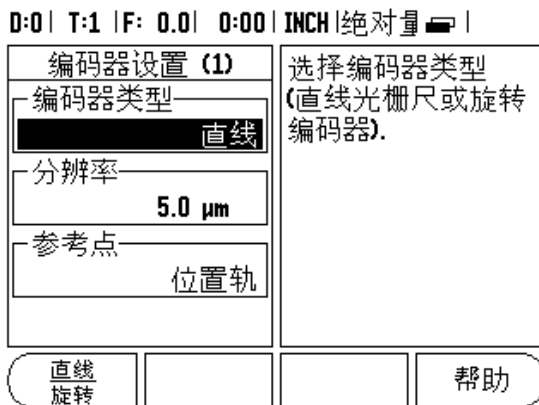 D:0| T:1 |F: 0.0| 0:00|INCH|绝对量
编码器设置 (1)
编码器类型
直线
分辨率
5.0 µm
参考点
位置轨
选择编码器类型
(直线光栅尺或旋转
编码器).
直线
旋转
帮助